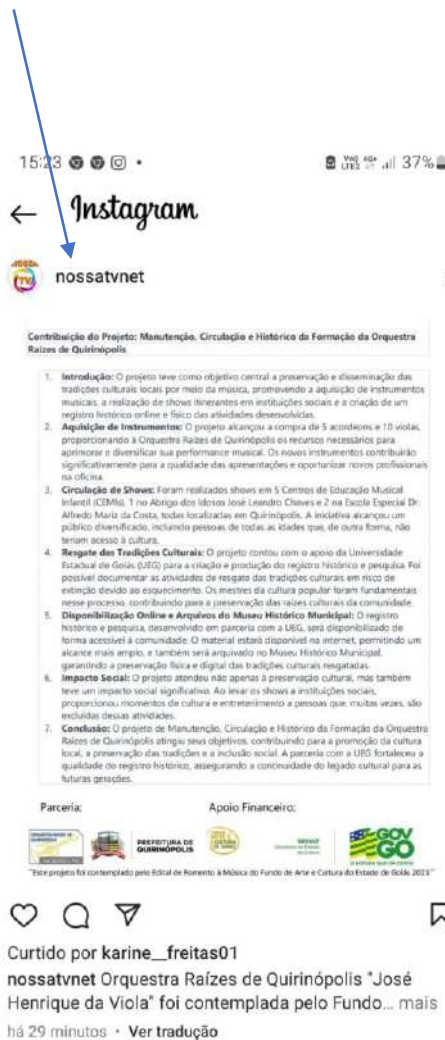 15:23
VoLTE2 4G+ 37%
Instagram
nossatvnet
Contribuição do Projeto: Manutenção, Circulação e Histórico da Formação da Orquestra
Raízes de Quirinópolis
1. Introdução: O projeto teve como objetivo central a preservação e disseminação das
tradições culturais locais por meio da música, promovendo a aquisição de instrumentos
musicais, a realização de shows itinerantes em instituições sociais e a criação de um
registro histórico online e físico das atividades desenvolvidas.
2. Aquisição de Instrumentos: O projeto alcançou a compra de 5 acordeons e 10 violas,
proporcionando à Orquestra Raízes de Quirinópolis os recursos necessários para
aprimorar e diversificar sua performance musical. Os novos instrumentos contribuirão
significativamente para a qualidade das apresentações e oportunizar novos profissionais
na oficina.
3. Circulação de Shows: Foram realizados shows em 5 Centros de Educação Musical
Infantil (CEMIs), 1 no Abrigo dos Idosos José Leandro Chaves e 2 na Escola Especial Dr.
Alfredo Mariz da Costa, todas localizadas em Quirinópolis. A iniciativa alcançou um
público diversificado, incluindo pessoas de todas as idades que, de outra forma, não
teriam acesso à cultura.
4. Resgate das Tradições Culturais: O projeto contou com o apoio da Universidade
Estadual de Goiás (UEG) para a criação e produção do registro histórico e pesquisa. Foi
possível documentar as atividades de resgate das tradições culturais em risco de
extinção devido ao esquecimento. Os mestres da cultura popular foram fundamentais
nesse processo, contribuindo para a preservação das raízes culturais da comunidade.
5. Disponibilização Online e Arquivos do Museu Histórico Municipal: O registro
histórico e pesquisa, desenvolvido em parceria com a UEG, será disponibilizado de
forma acessível à comunidade. O material estará disponível na internet, permitindo um
alcance mais amplo, e também será arquivado no Museu Histórico Municipal,
garantindo a preservação física e digital das tradições culturais resgatadas.
6. Impacto Social: O projeto atendeu não apenas à preservação cultural, mas também
teve um impacto social significativo. Ao levar os shows a instituições sociais,
proporcionou momentos de cultura e entretenimento a pessoas que, muitas vezes, são
excluídas dessas atividades.
7. Conclusão: O projeto de Manutenção, Circulação e Histórico da Formação da Orquestra
Raízes de Quirinópolis atingiu seus objetivos, contribuindo para a promoção da cultura
local, a preservação das tradições e a inclusão social. A parceria com a UEG fortaleceu a
qualidade do registro histórico, assegurando a continuidade do legado cultural para as
futuras gerações.
Parceria: Apoio Financeiro:
PREFEITURA DE
QUIRINÓPOLIS
GOV
GO
"Este projeto foi contemplado pelo Edital de Fomento à Música do Fundo de Arte e Cultura do Estado de Goiás 2023"
Curtido por karine__freitas01
nossatvnet Orquestra Raízes de Quirinópolis "José
Henrique da Viola" foi contemplada pelo Fundo... mais
há 29 minutos • Ver tradução